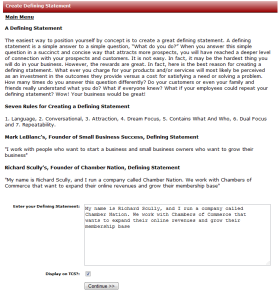 Create Defining Statement
Main Menu
A Defining Statement
The easiest way to position yourself by concept is to create a great defining statement. A defining
statement is a simple answer to a simple question, "What do you do?" When you answer this simple
question in a succinct and concise way that attracts more prospects, you will have reached a deeper level
of connection with your prospects and customers. It is not easy. In fact, it may be the hardest thing you
will do in your business. However, the rewards are great. In fact, here is the best reason for creating a
defining statement. What ever you charge for your products and/or services will most likely be perceived
as an investment in the outcomes they provide versus a cost for satisfying a need or solving a problem.
How many times do you answer this question differently? Do your customers or even your family and
friends really understand what you do? What if everyone knew? What if your employees could repeat your
defining statement? Wow! Your business would be great!
Seven Rules for Creating a Defining Statement
1. Language, 2. Conversational, 3. Attraction, 4. Dream Focus, 5. Contains What and Who, 6. Dual Focus
and 7. Repeatability.
Mark LeBlanc's, Founder of Small Business Success, Defining Statement
"I work with people who want to start a business and small business owners who want to grow their
business"
Richard Scully's, Founder of Chamber Nation, Defining Statement
"My name is Richard Scully, and I run a company called Chamber Nation. We work with Chambers of
Commerce that want to expand their online revenues and grow their membership base"
Enter your Defining Statement:
My name is Richard Scully, and I run a company called
Chamber Nation. We work with Chambers of Commerce that
wants to expand their online revenues and grow their
membership base
Display on TCST:
Continue >>